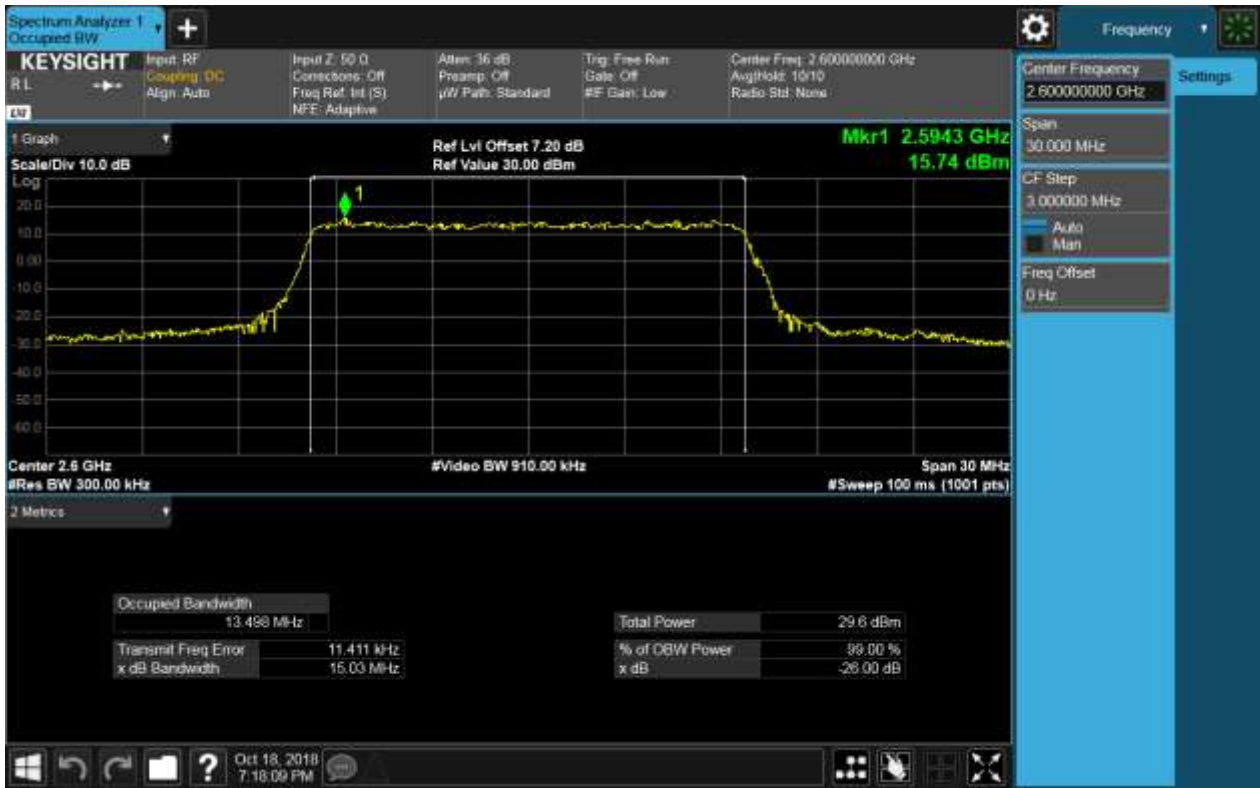 Spectrum Analyzer 1
Occupied BW
+
Frequency
KEYSIGHT
R L
Input: RF
Coupling: DC
Align: Auto
Input Z: 50 Ω
Corrections: Off
Freq Ref: Int (S)
NFE: Adaptive
Atten: 36 dB
Preamp: Off
µW Path: Standard
Trig: Free Run
Gate: Off
#IF Gain: Low
Center Freq: 2.600000000 GHz
Avg|Hold: 10/10
Radio Std: None
Center Frequency
2.600000000 GHz
Settings
Span
30.000 MHz
CF Step
3.000000 MHz
Auto
Man
Freq Offset
0 Hz
1 Graph
Scale/Div 10.0 dB
Log
Ref Lvl Offset 7.20 dB
Ref Value 30.00 dBm
Mkr1 2.5943 GHz
15.74 dBm
1
20.0
10.0
0.00
-10.0
-20.0
-30.0
-40.0
-50.0
-60.0
Center 2.6 GHz
#Res BW 300.00 kHz
#Video BW 910.00 kHz
Span 30 MHz
#Sweep 100 ms (1001 pts)
2 Metrics
Occupied Bandwidth
13.498 MHz
Transmit Freq Error 11.411 kHz
x dB Bandwidth 15.03 MHz
Total Power 29.6 dBm
% of OBW Power 99.00 %
x dB -26.00 dB
?
Oct 18, 2018
7:18:09 PM